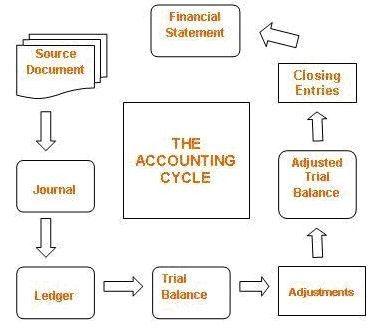 Financial
Statement
Source
Document
Closing
Entries
THE
ACCOUNTING
CYCLE
Adjusted
Trial
Balance
Journal
Trial
Balance
Ledger
Adjustments